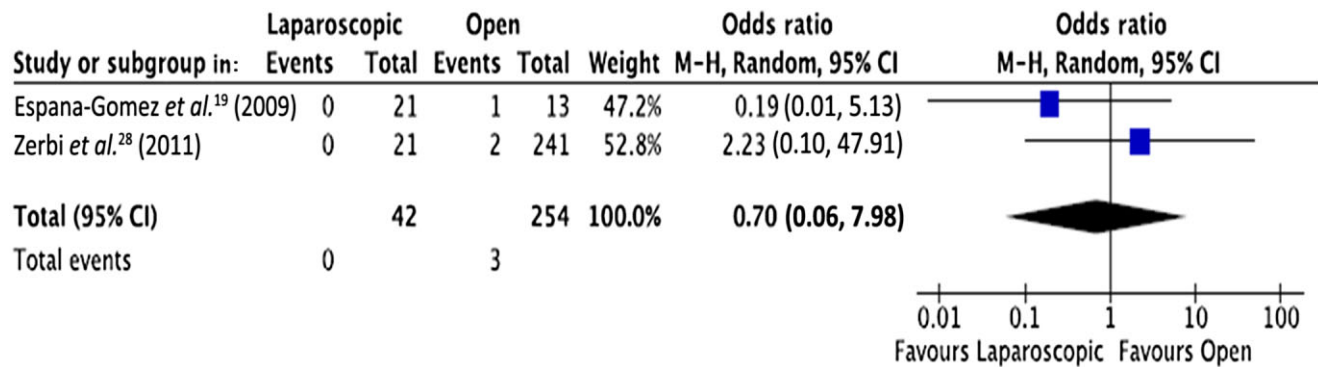 Laparoscopic Open Odds ratio Odds ratio
Study or subgroup in: Events Total Events Total Weight M-H, Random, 95% CI M-H, Random, 95% CI
Espana-Gomez et al.19 (2009) 0 21 1 13 47.2% 0.19 (0.01, 5.13)
Zerbi et al.28 (2011) 0 21 2 241 52.8% 2.23 (0.10, 47.91)
Total (95% CI) 42 254 100.0% 0.70 (0.06, 7.98)
Total events 0 3
0.01 0.1 1 10 100
Favours Laparoscopic Favours Open